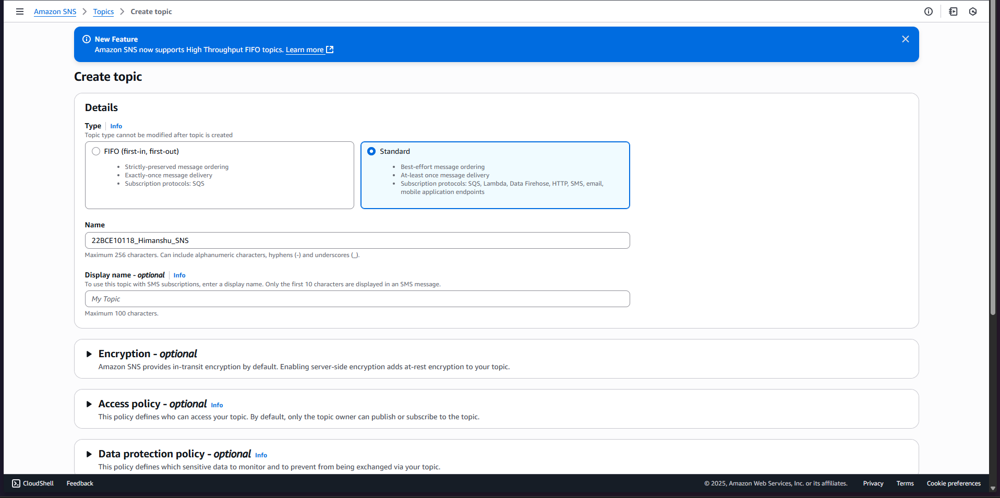 Amazon SNS > Topics > Create topic
New Feature
Amazon SNS now supports High Throughput FIFO topics. Learn more
Create topic
Details
Type Info
Topic type cannot be modified after topic is created
FIFO (first-in, first-out)
• Strictly-preserved message ordering
• Exactly-once message delivery
• Subscription protocols: SQS
Standard
• Best-effort message ordering
• At-least once message delivery
• Subscription protocols: SQS, Lambda, Data Firehose, HTTP, SMS, email,
mobile application endpoints
Name
22BCE10118_Himanshu_SNS
Maximum 256 characters. Can include alphanumeric characters, hyphens (-) and underscores (_).
Display name - optional Info
To use this topic with SMS subscriptions, enter a display name. Only the first 10 characters are displayed in an SMS message.
My Topic
Maximum 100 characters.
Encryption - optional
Amazon SNS provides in-transit encryption by default. Enabling server-side encryption adds at-rest encryption to your topic.
Access policy - optional Info
This policy defines who can access your topic. By default, only the topic owner can publish or subscribe to the topic.
Data protection policy - optional Info
This policy defines which sensitive data to monitor and to prevent from being exchanged via your topic.
CloudShell Feedback © 2025, Amazon Web Services, Inc. or its affiliates. Privacy Terms Cookie preferences